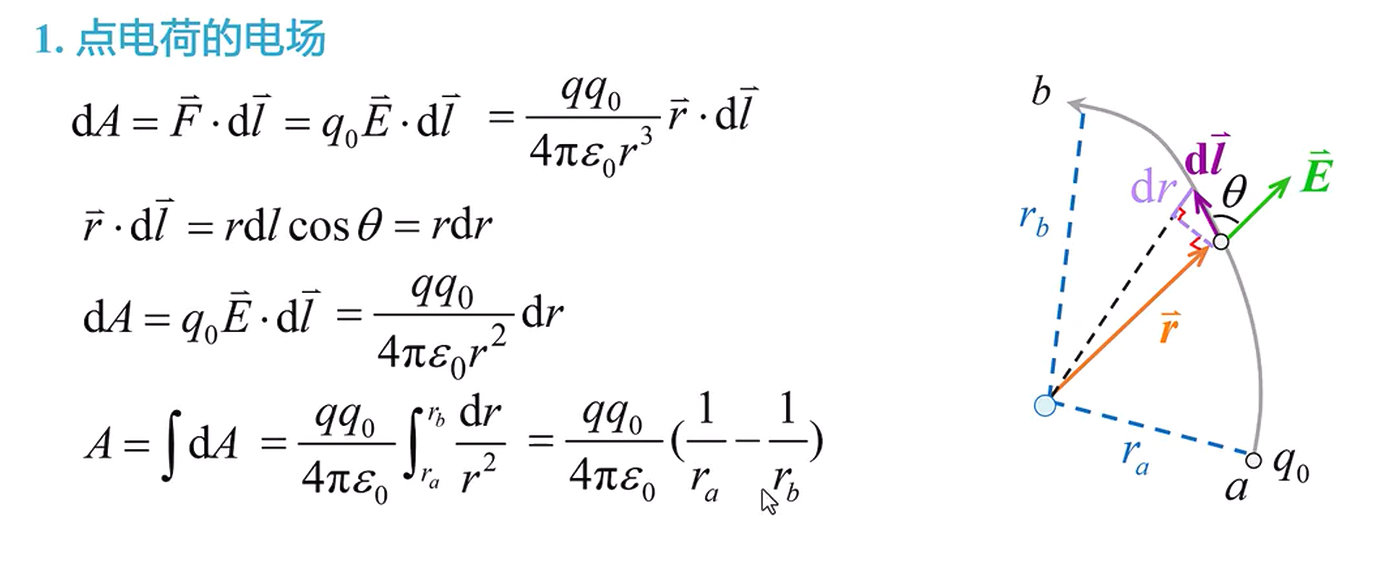 1. 点电荷的电场
dA = F⃗ · dl⃗ = q₀E⃗ · dl⃗ = qq₀/(4πε₀r³) r⃗ · dl⃗
r⃗ · dl⃗ = rdl cos θ = rdr
dA = q₀E⃗ · dl⃗ = qq₀/(4πε₀r²) dr
A = ∫dA = qq₀/(4πε₀) ∫_{r_a}^{r_b} dr/r² = qq₀/(4πε₀) (1/r_a − 1/r_b)
b
dl⃗
E⃗
dr
θ
r_b
r⃗
r_a
q₀
a